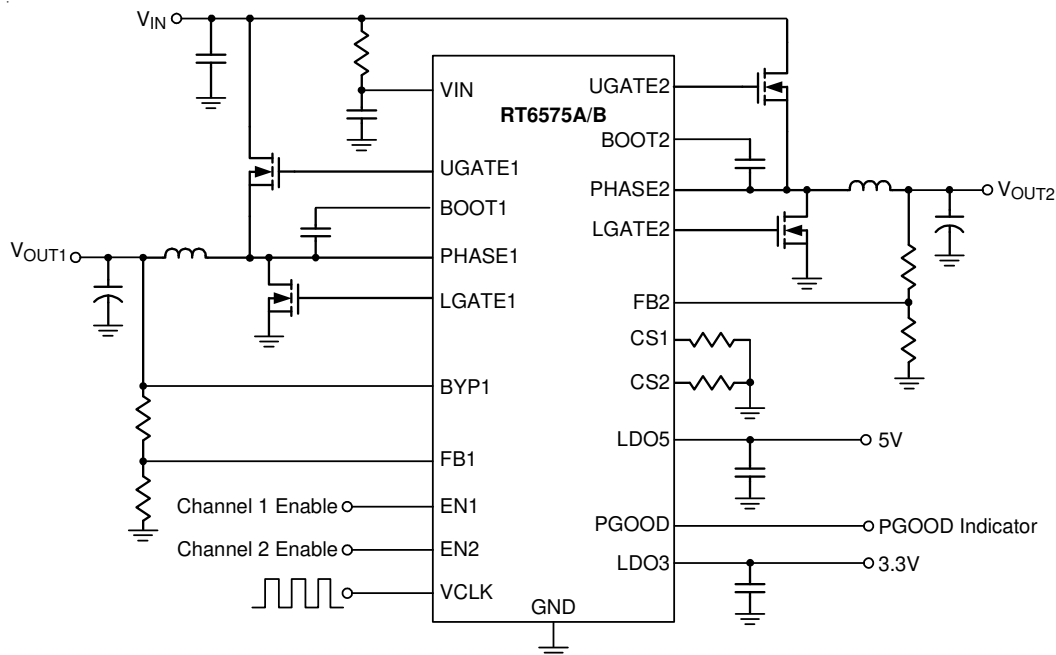 VIN
VIN
RT6575A/B
UGATE1
BOOT1
VOUT1
PHASE1
LGATE1
BYP1
FB1
Channel 1 Enable
EN1
Channel 2 Enable
EN2
VCLK
GND
UGATE2
BOOT2
PHASE2
VOUT2
LGATE2
FB2
CS1
CS2
LDO5
5V
PGOOD
PGOOD Indicator
LDO3
3.3V